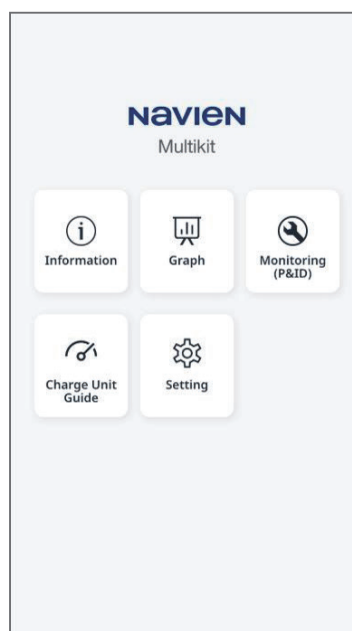 NAVIEN
Multikit
Information
Graph
Monitoring
(P&ID)
Charge Unit
Guide
Setting